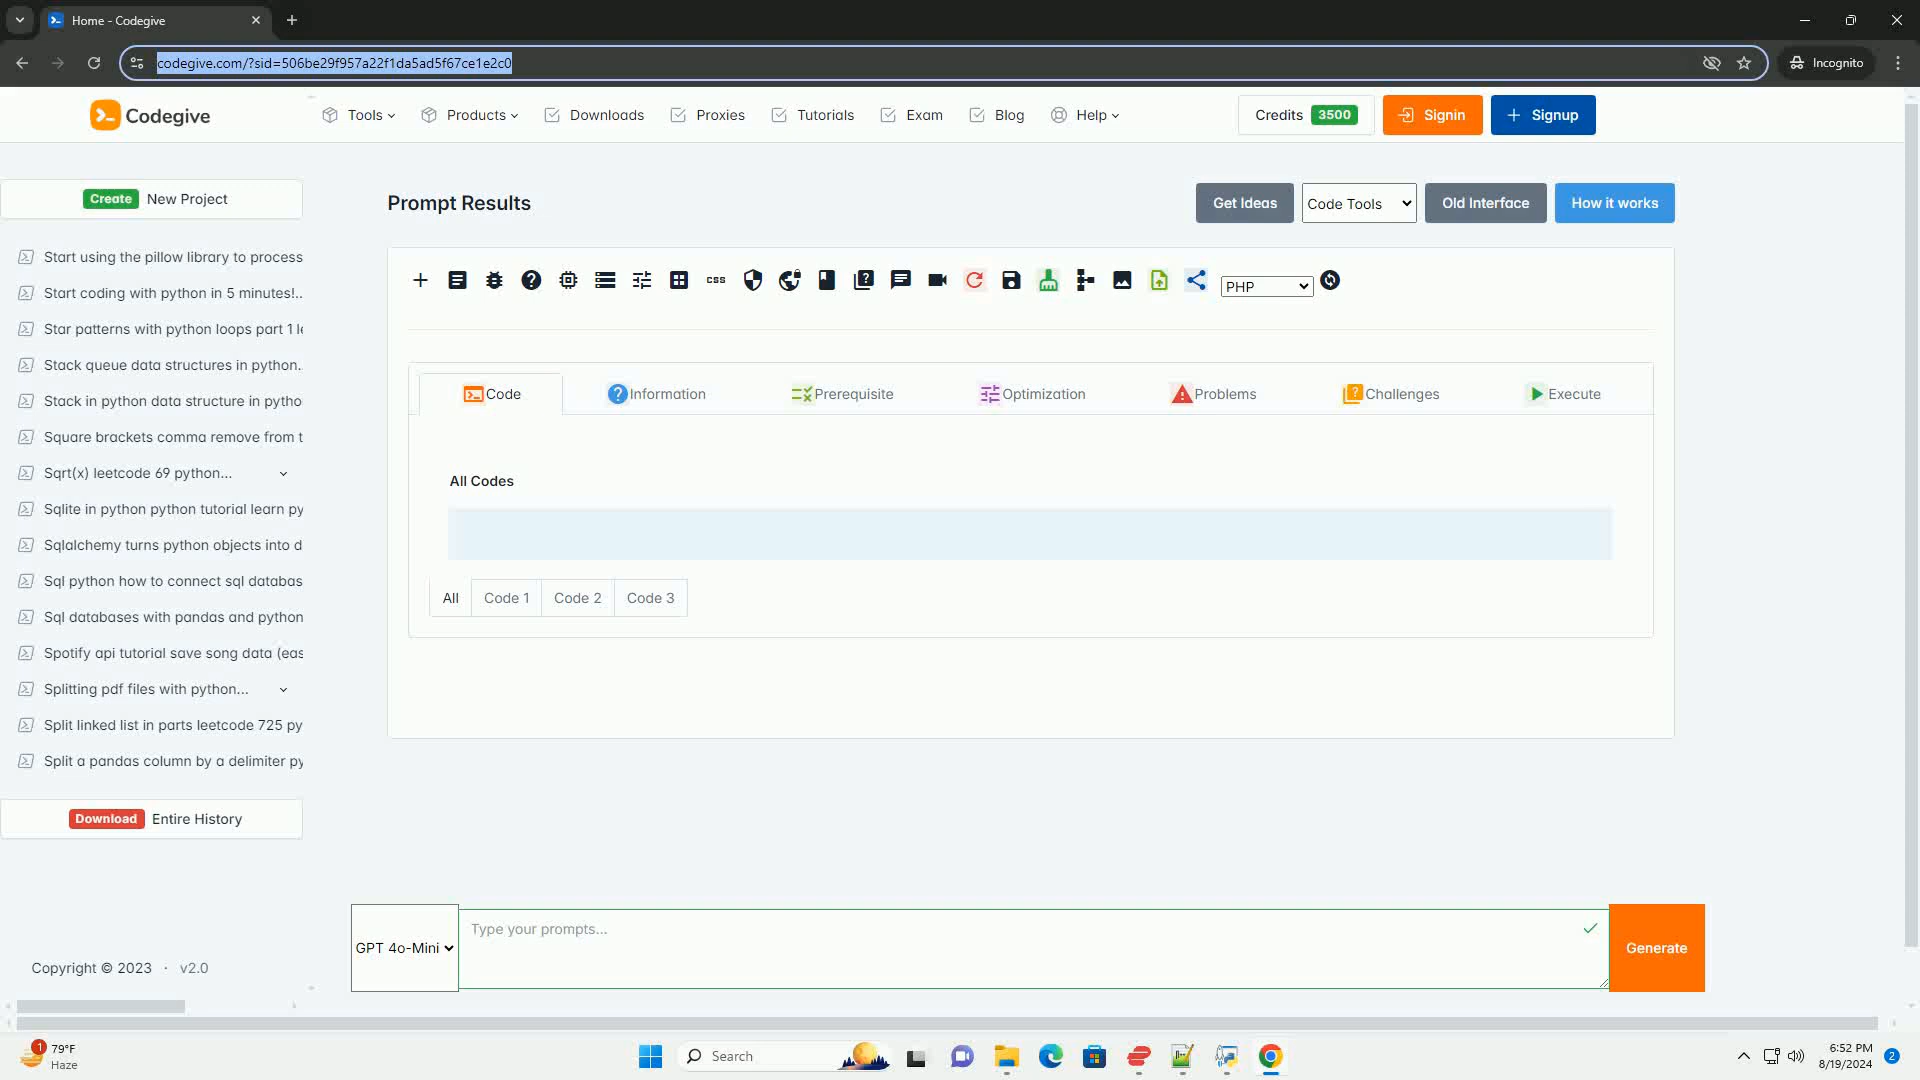 Home - Codegive
codegive.com/?sid=506be29f957a22f1da5ad5f67ce1e2c0
Incognito
Codegive
Tools
Products
Downloads
Proxies
Tutorials
Exam
Blog
Help
Credits 3500
Signin
Signup
Create New Project
Start using the pillow library to process
Start coding with python in 5 minutes!..
Star patterns with python loops part 1 le
Stack queue data structures in python.
Stack in python data structure in pytho
Square brackets comma remove from t
Sqrt(x) leetcode 69 python...
Sqlite in python python tutorial learn py
Sqlalchemy turns python objects into d
Sql python how to connect sql databas
Sql databases with pandas and python
Spotify api tutorial save song data (eas
Splitting pdf files with python...
Split linked list in parts leetcode 725 py
Split a pandas column by a delimiter py
Download Entire History
Copyright © 2023 · v2.0
Prompt Results
Get Ideas
Code Tools
Old Interface
How it works
css
PHP
Code
Information
Prerequisite
Optimization
Problems
Challenges
Execute
All Codes
All
Code 1
Code 2
Code 3
GPT 4o-Mini
Type your prompts...
Generate
1
79°F
Haze
Search
6:52 PM
8/19/2024
2